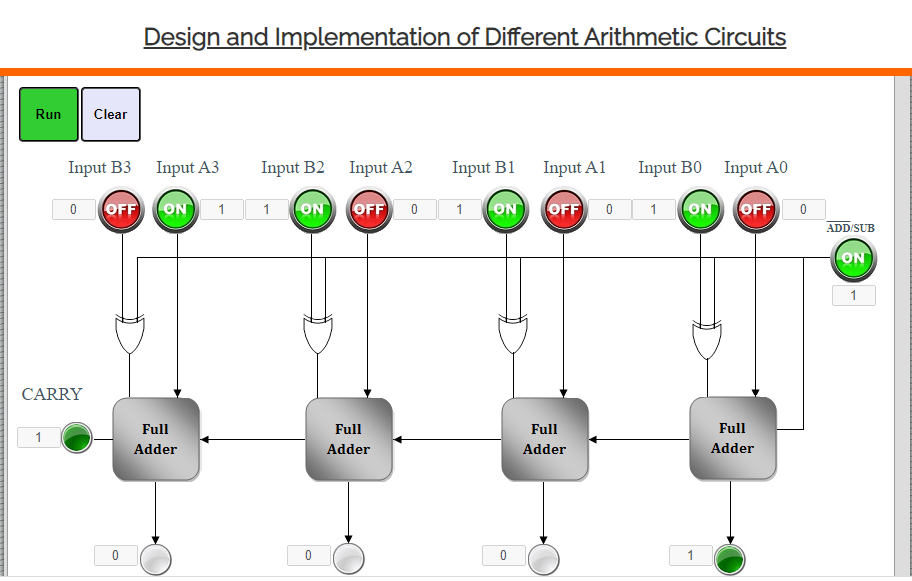 Design and Implementation of Different Arithmetic Circuits
Run Clear
Input B3 Input A3 Input B2 Input A2 Input B1 Input A1 Input B0 Input A0
0 OFF ON 1 1 ON OFF 0 1 ON OFF 0 1 ON OFF 0
ADD/SUB
ON
1
CARRY
1
Full Adder
Full Adder
Full Adder
Full Adder
0 0 0 1